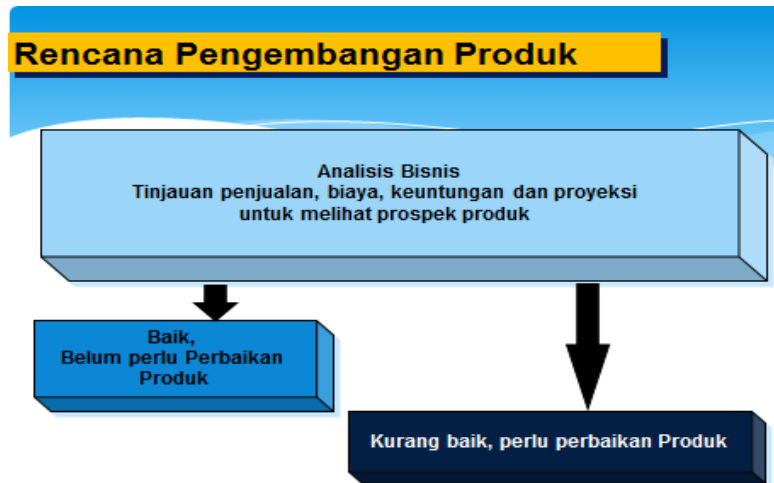 Rencana Pengembangan Produk
Analisis Bisnis
Tinjauan penjualan, biaya, keuntungan dan proyeksi
untuk melihat prospek produk
Baik,
Belum perlu Perbaikan
Produk
Kurang baik, perlu perbaikan Produk